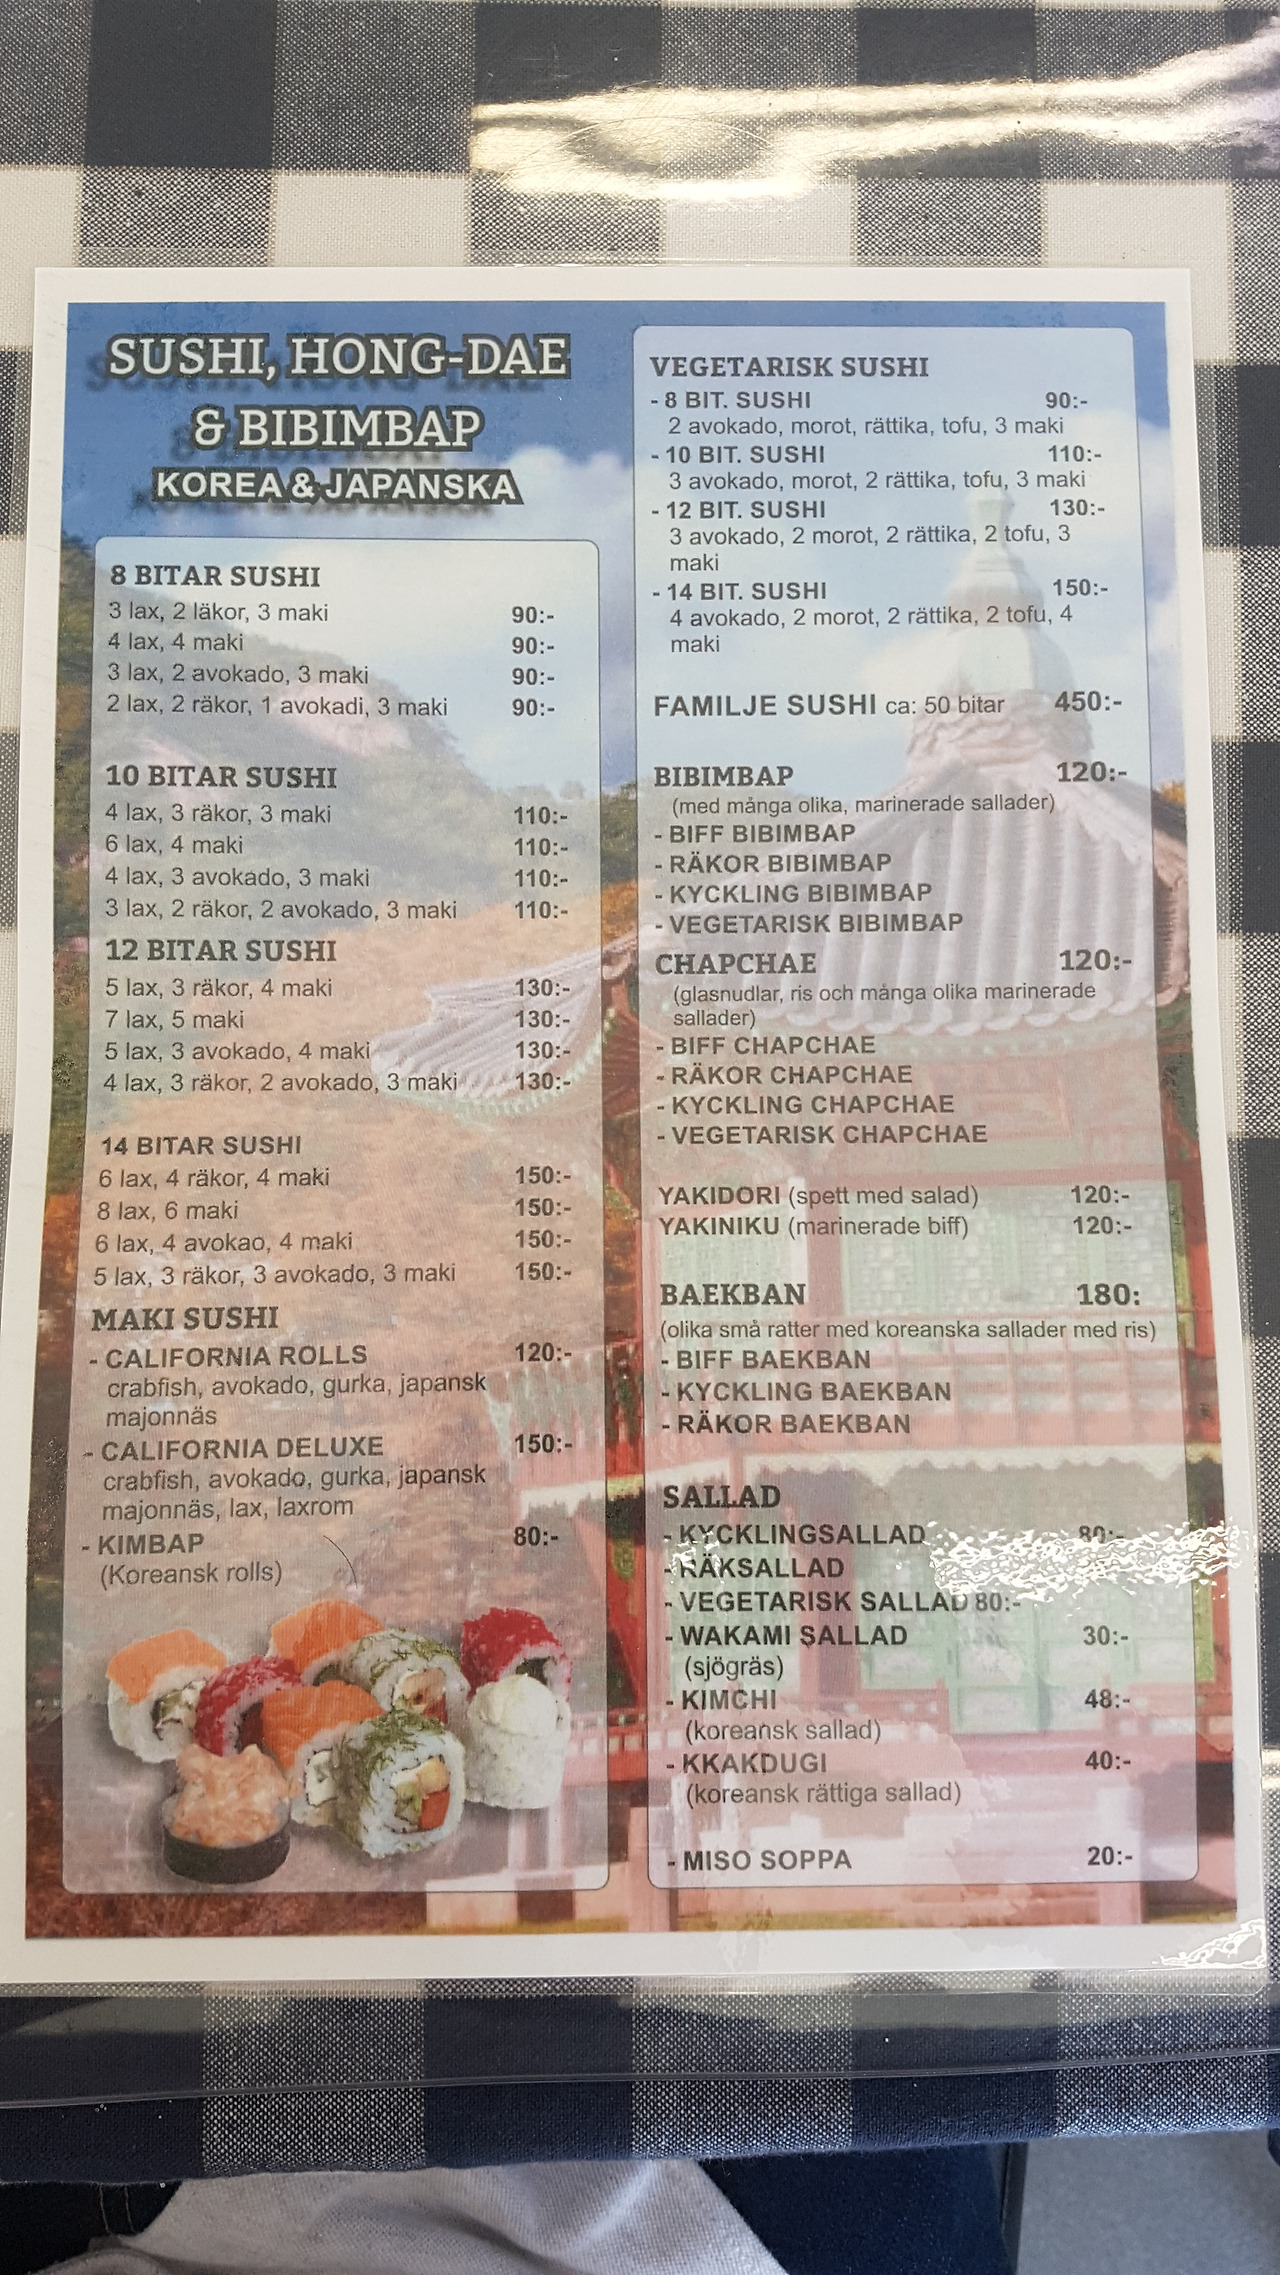 SUSHI, HONG-DAE
& BIBIMBAP
KOREA & JAPANSKA
8 BITAR SUSHI
3 lax, 2 läkor, 3 maki 90:-
4 lax, 4 maki 90:-
3 lax, 2 avokado, 3 maki 90:-
2 lax, 2 räkor, 1 avokadi, 3 maki 90:-
10 BITAR SUSHI
4 lax, 3 räkor, 3 maki 110:-
6 lax, 4 maki 110:-
4 lax, 3 avokado, 3 maki 110:-
3 lax, 2 räkor, 2 avokado, 3 maki 110:-
12 BITAR SUSHI
5 lax, 3 räkor, 4 maki 130:-
7 lax, 5 maki 130:-
5 lax, 3 avokado, 4 maki 130:-
4 lax, 3 räkor, 2 avokado, 3 maki 130:-
14 BITAR SUSHI
6 lax, 4 räkor, 4 maki 150:-
8 lax, 6 maki 150:-
6 lax, 4 avokao, 4 maki 150:-
5 lax, 3 räkor, 3 avokado, 3 maki 150:-
MAKI SUSHI
- CALIFORNIA ROLLS 120:-
crabfish, avokado, gurka, japansk
majonnäs
- CALIFORNIA DELUXE 150:-
crabfish, avokado, gurka, japansk
majonnäs, lax, laxrom
- KIMBAP 80:-
(Koreansk rolls)
VEGETARISK SUSHI
- 8 BIT. SUSHI 90:-
2 avokado, morot, rättika, tofu, 3 maki
- 10 BIT. SUSHI 110:-
3 avokado, morot, 2 rättika, tofu, 3 maki
- 12 BIT. SUSHI 130:-
3 avokado, 2 morot, 2 rättika, 2 tofu, 3
maki
- 14 BIT. SUSHI 150:-
4 avokado, 2 morot, 2 rättika, 2 tofu, 4
maki
FAMILJE SUSHI ca: 50 bitar 450:-
BIBIMBAP 120:-
(med många olika, marinerade sallader)
- BIFF BIBIMBAP
- RÄKOR BIBIMBAP
- KYCKLING BIBIMBAP
- VEGETARISK BIBIMBAP
CHAPCHAE 120:-
(glasnudlar, ris och många olika marinerade
sallader)
- BIFF CHAPCHAE
- RÄKOR CHAPCHAE
- KYCKLING CHAPCHAE
- VEGETARISK CHAPCHAE
YAKIDORI (spett med salad) 120:-
YAKINIKU (marinerade biff) 120:-
BAEKBAN 180:
(olika små ratter med koreanska sallader med ris)
- BIFF BAEKBAN
- KYCKLING BAEKBAN
- RÄKOR BAEKBAN
SALLAD
- KYCKLINGSALLAD 80:-
- RÄKSALLAD
- VEGETARISK SALLAD 80:-
- WAKAMI SALLAD 30:-
(sjögräs)
- KIMCHI 48:-
(koreansk sallad)
- KKAKDUGI 40:-
(koreansk rättiga sallad)
- MISO SOPPA 20:-